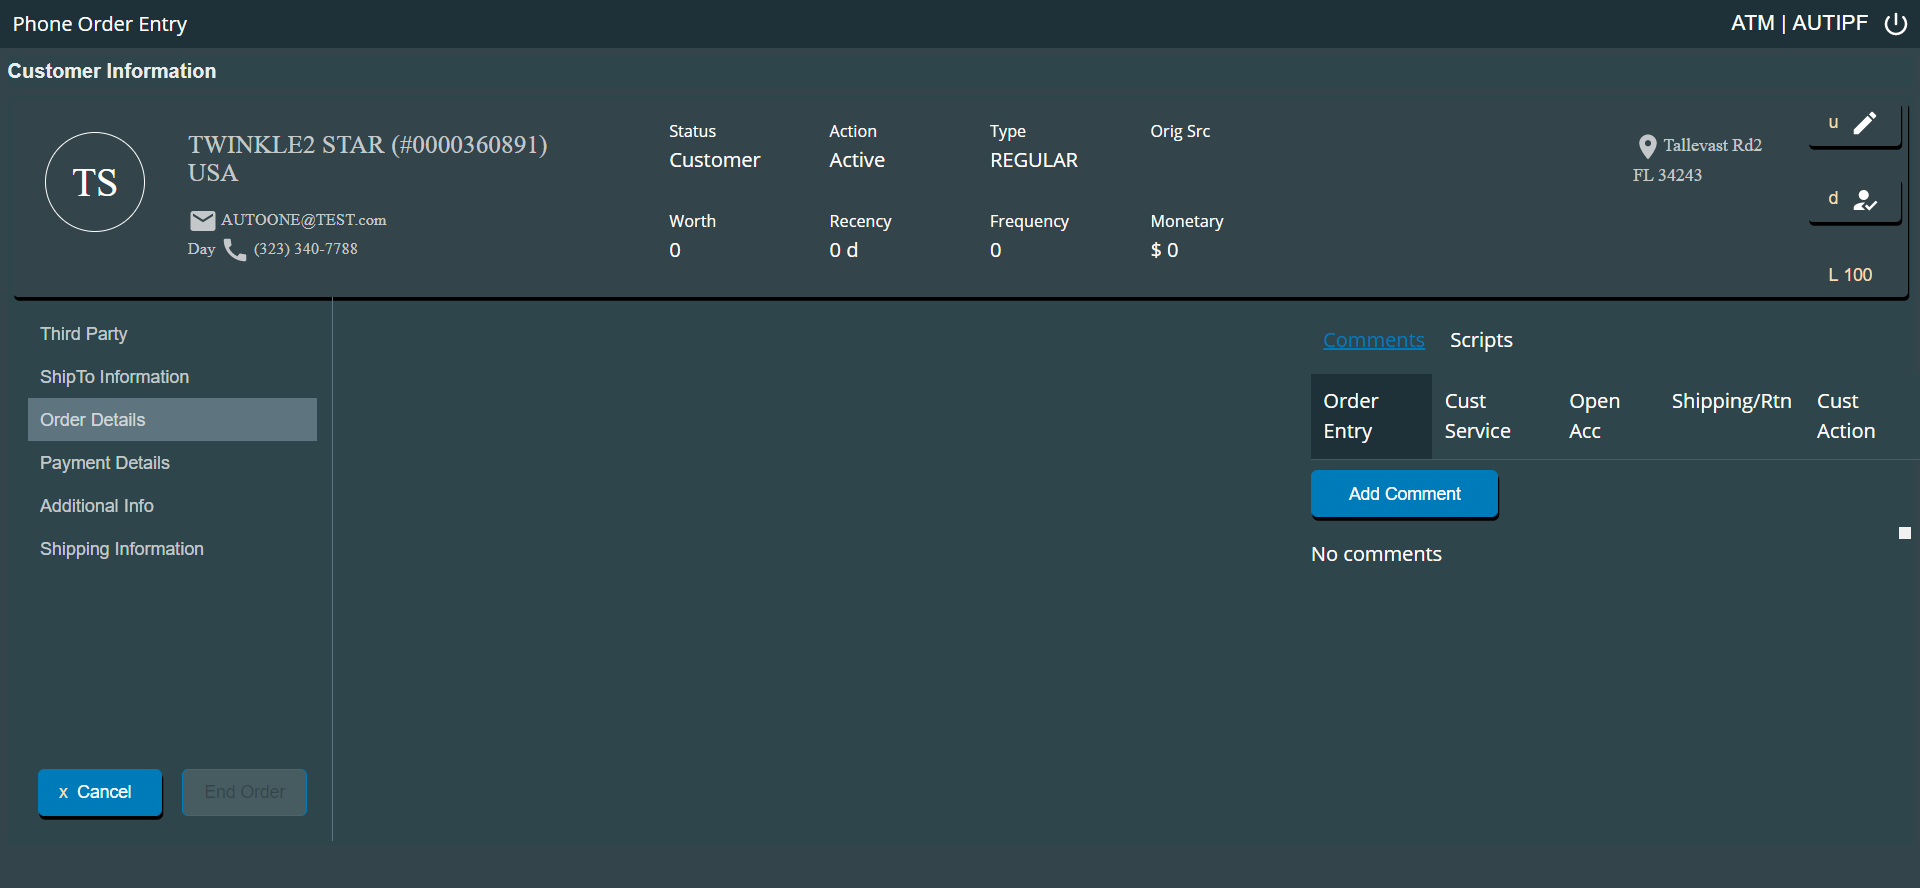 Phone Order Entry
ATM | AUTIPF
Customer Information
TS
TWINKLE2 STAR (#0000360891)
USA
AUTOONE@TEST.com
Day (323) 340-7788
Status
Customer
Action
Active
Type
REGULAR
Orig Src
Worth
0
Recency
0 d
Frequency
0
Monetary
$ 0
Tallevast Rd2
FL 34243
u
d
L 100
Third Party
ShipTo Information
Order Details
Payment Details
Additional Info
Shipping Information
x Cancel
End Order
Comments
Scripts
Order
Entry
Cust
Service
Open
Acc
Shipping/Rtn
Cust
Action
Add Comment
No comments